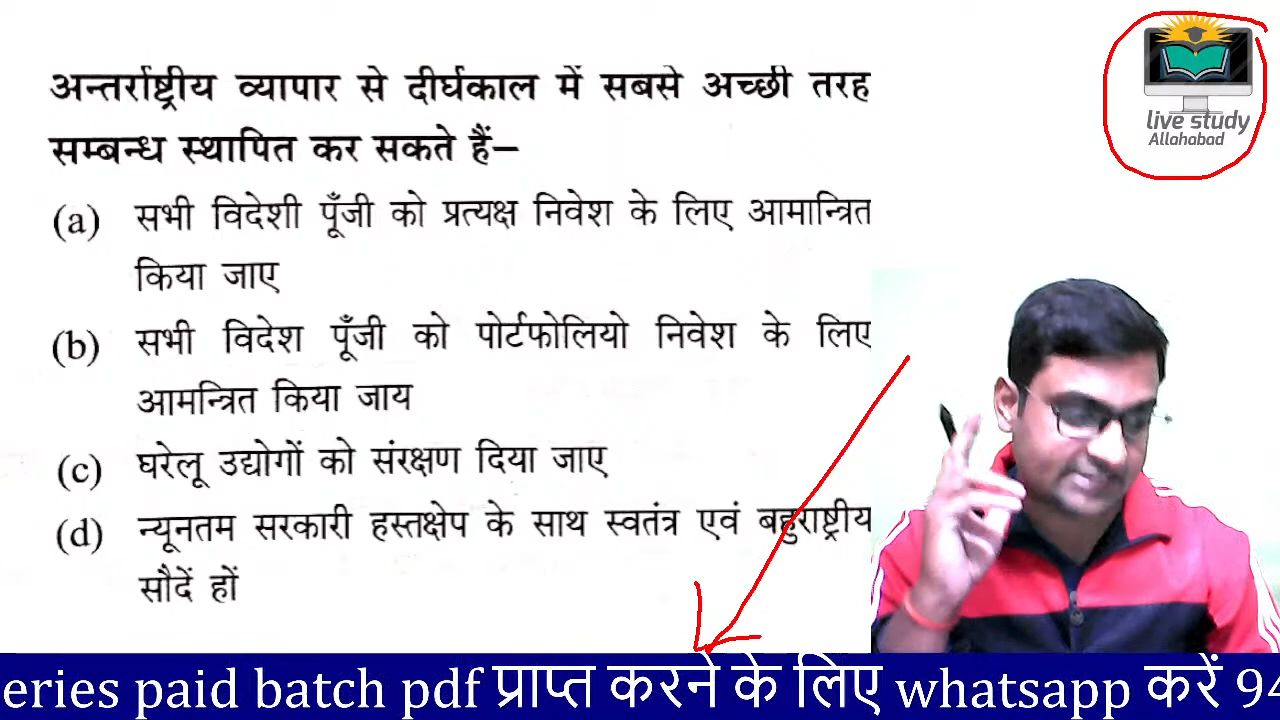 अन्तर्राष्ट्रीय व्यापार से दीर्घकाल में सबसे अच्छी तरह
सम्बन्ध स्थापित कर सकते हैं–
(a) सभी विदेशी पूँजी को प्रत्यक्ष निवेश के लिए आमान्त्रित
किया जाए
(b) सभी विदेश पूँजी को पोर्टफोलियो निवेश के लिए
आमन्त्रित किया जाय
(c) घरेलू उद्योगों को संरक्षण दिया जाए
(d) न्यूनतम सरकारी हस्तक्षेप के साथ स्वतंत्र एवं बहुराष्ट्रीय
सौदें हों
live study
Allahabad
eries paid batch pdf प्राप्त करने के लिए whatsapp करें 94